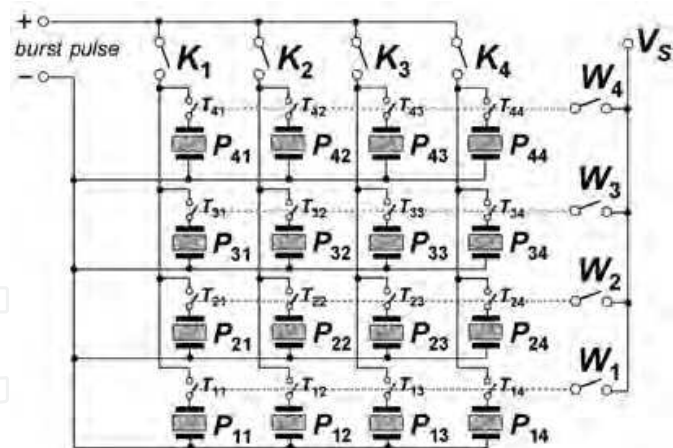 +
burst pulse
−
K1 K2 K3 K4 VS
W4
T41 T42 T43 T44
P41 P42 P43 P44
W3
T31 T32 T33 T34
P31 P32 P33 P34
W2
T21 T22 T23 T24
P21 P22 P23 P24
W1
T11 T12 T13 T14
P11 P12 P13 P14